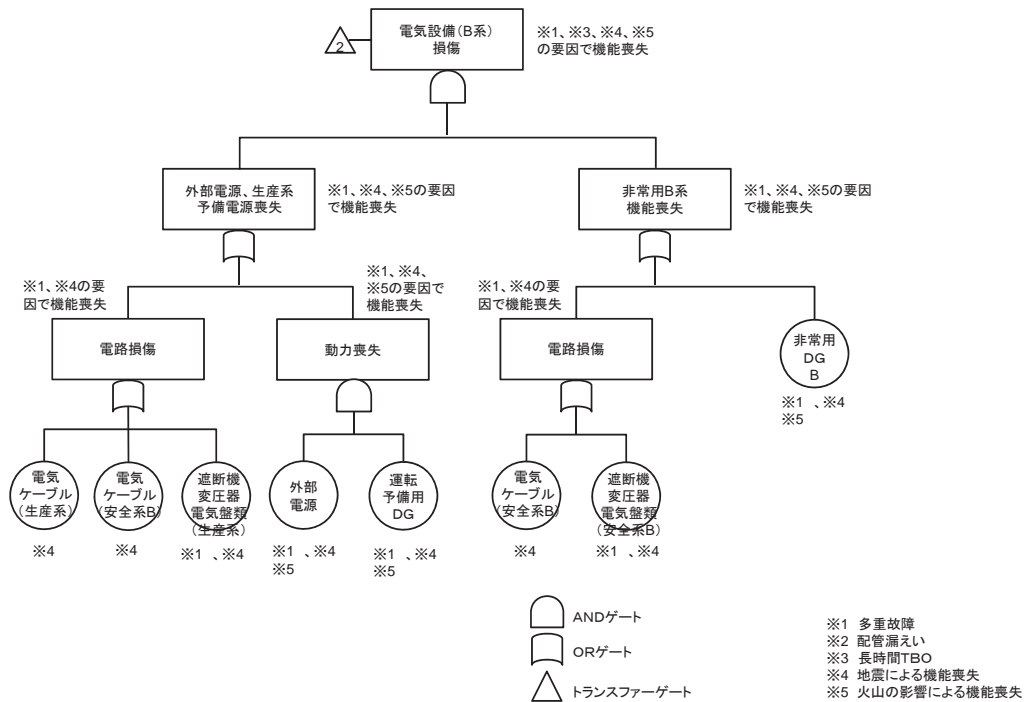 電気設備（B系）
損傷
※1、※3、※4、※5
の要因で機能喪失
2
外部電源、生産系
予備電源喪失
※1、※4、※5の要因
で機能喪失
非常用B系
機能喪失
※1、※4、※5の要因
で機能喪失
※1、※4の要
因で機能喪失
※1、※4、
※5の要因で
機能喪失
※1、※4の要
因で機能喪失
電路損傷
動力喪失
電路損傷
非常用
DG
B
※1 、※4
※5
電気
ケーブル
（生産系）
※4
電気
ケーブル
（安全系B）
※4
遮断機
変圧器
電気盤類
（生産系）
※1 、※4
外部
電源
※1 、※4
※5
運転
予備用
DG
※1 、※4
※5
電気
ケーブル
（安全系B）
※4
遮断機
変圧器
電気盤類
（安全系B）
※1 、※4
ANDゲート
ORゲート
トランスファーゲート
※1 多重故障
※2 配管漏えい
※3 長時間TBO
※4 地震による機能喪失
※5 火山の影響による機能喪失